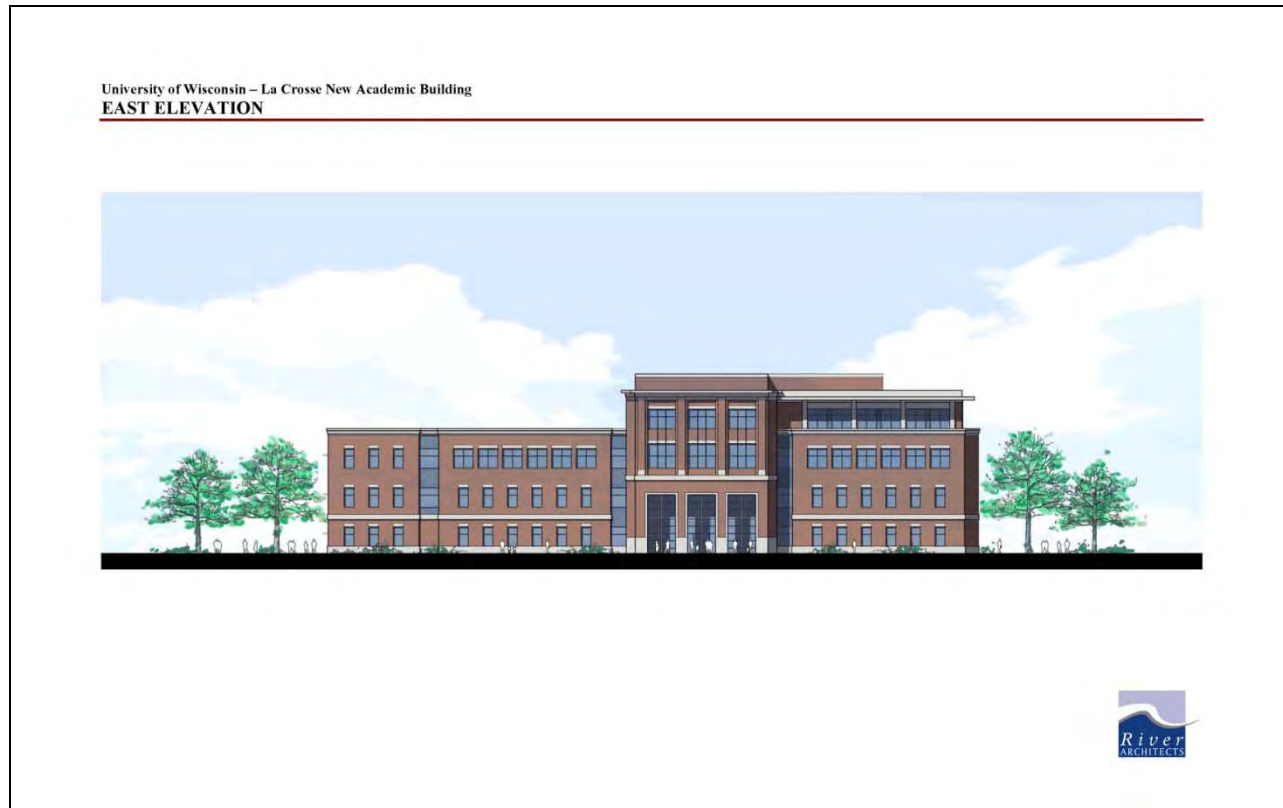 University of Wisconsin – La Crosse New Academic Building
EAST ELEVATION
River
ARCHITECTS